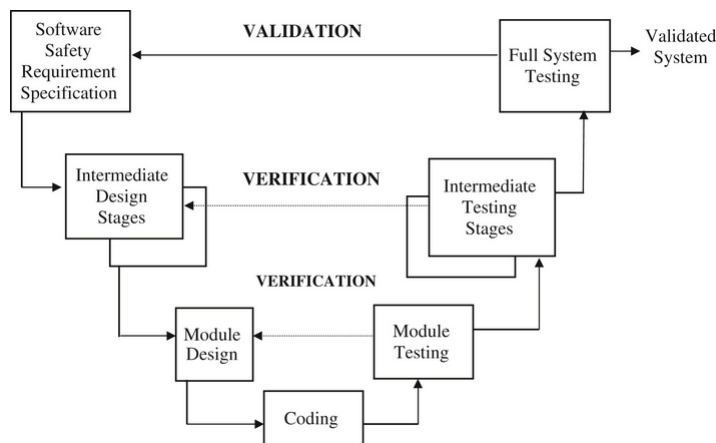 Software
Safety
Requirement
Specification
VALIDATION
Full System
Testing
Validated
System
Intermediate
Design
Stages
VERIFICATION
Intermediate
Testing
Stages
VERIFICATION
Module
Design
Module
Testing
Coding